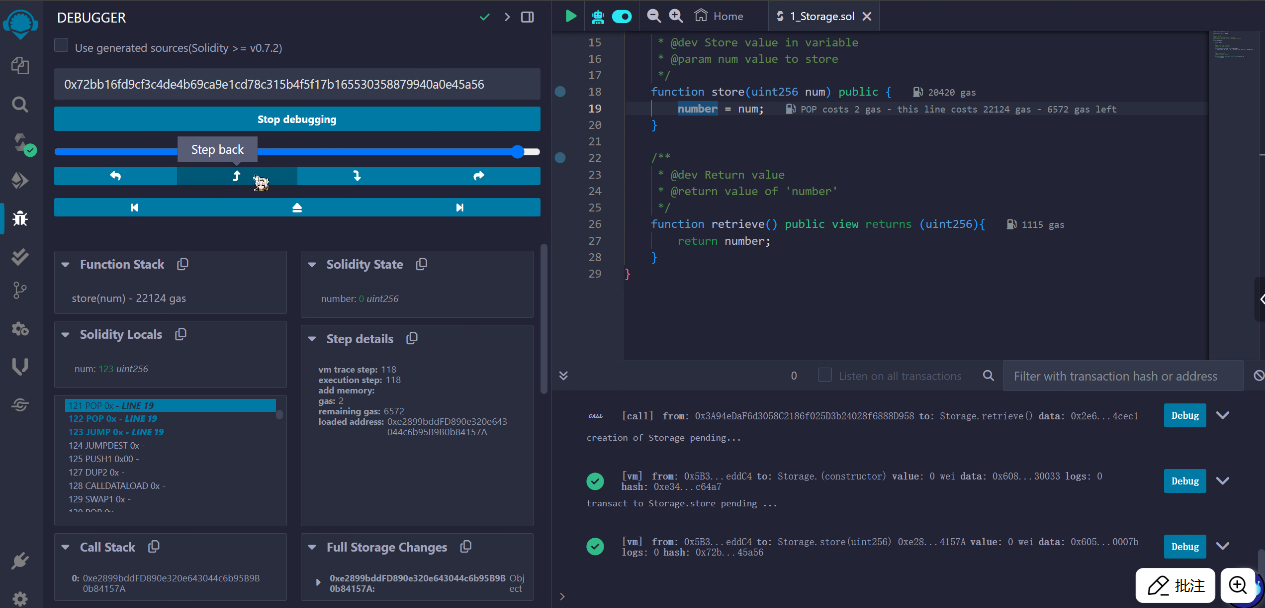 DEBUGGER
Use generated sources(Solidity >= v0.7.2)
0x72bb16fd9cf3c4de4b69ca9e1cd78c315b4f5f17b165530358879940a0e45a56
Stop debugging
Step back
Function Stack
store(num) - 22124 gas
Solidity Locals
num: 123 uint256
121 POP 0x - LINE 19
122 POP 0x - LINE 19
123 JUMP 0x - LINE 19
124 JUMPDEST 0x -
125 PUSH1 0x00 -
127 DUP2 0x -
128 CALLDATALOAD 0x -
129 SWAP1 0x -
130 POP 0x -
Call Stack
0: 0xe2899bddFD890e320e643044c6b95B9B
0b84157A
Solidity State
number: 0 uint256
Step details
vm trace step: 118
execution step: 118
add memory:
gas: 2
remaining gas: 6572
loaded address: 0xe2899bddFD890e320e643
044c6b95B9B0b84157A
Full Storage Changes
0xe2899bddFD890e320e643044c6b95B9B Obj
0b84157A: ect
Home
1_Storage.sol
15 * @dev Store value in variable
16 * @param num value to store
17 */
18 function store(uint256 num) public { 20420 gas
19 number = num; POP costs 2 gas - this line costs 22124 gas - 6572 gas left
20 }
21
22 /**
23 * @dev Return value
24 * @return value of 'number'
25 */
26 function retrieve() public view returns (uint256){ 1115 gas
27 return number;
28 }
29 }
0
Listen on all transactions
Filter with transaction hash or address
CALL [call] from: 0x3A94eDaF6d3058C2186f025D3b24028f6888D958 to: Storage.retrieve() data: 0x2e6...4cec1 Debug
creation of Storage pending...
[vm] from: 0x5B3...eddC4 to: Storage.(constructor) value: 0 wei data: 0x608...30033 logs: 0 Debug
hash: 0xe34...c64a7
transact to Storage.store pending ...
[vm] from: 0x5B3...eddC4 to: Storage.store(uint256) 0xe28...4157A value: 0 wei data: 0x605...0007b Debug
logs: 0 hash: 0x72b...45a56
>
批注